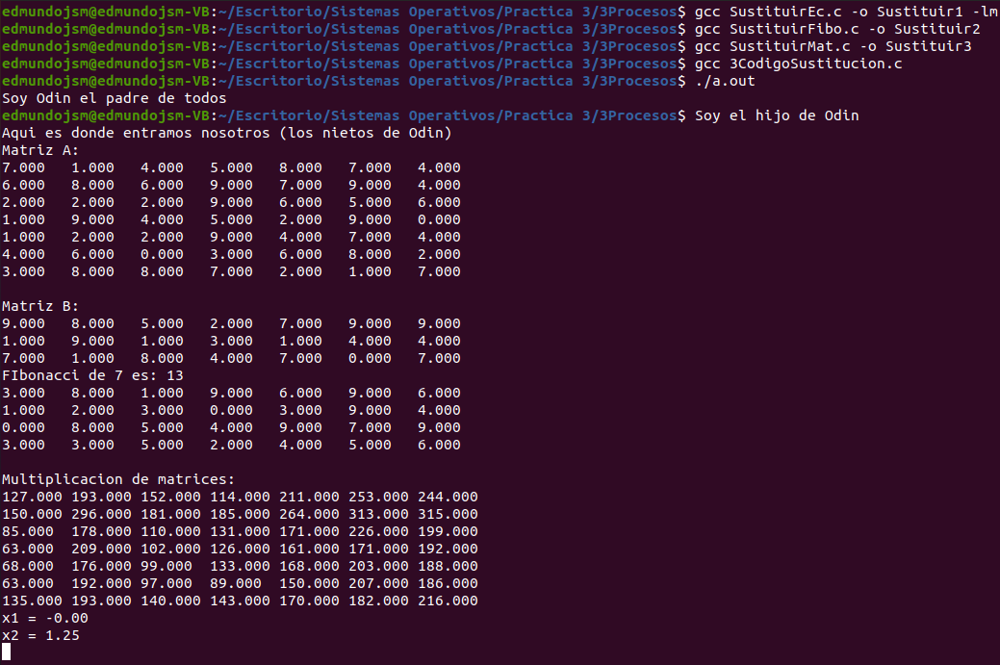 edmundojsm@edmundojsm-VB:~/Escritorio/Sistemas Operativos/Practica 3/3Procesos$ gcc SustituirEc.c -o Sustituir1 -lm
edmundojsm@edmundojsm-VB:~/Escritorio/Sistemas Operativos/Practica 3/3Procesos$ gcc SustituirFibo.c -o Sustituir2
edmundojsm@edmundojsm-VB:~/Escritorio/Sistemas Operativos/Practica 3/3Procesos$ gcc SustituirMat.c -o Sustituir3
edmundojsm@edmundojsm-VB:~/Escritorio/Sistemas Operativos/Practica 3/3Procesos$ gcc 3CodigoSustitucion.c
edmundojsm@edmundojsm-VB:~/Escritorio/Sistemas Operativos/Practica 3/3Procesos$ ./a.out
Soy Odin el padre de todos
edmundojsm@edmundojsm-VB:~/Escritorio/Sistemas Operativos/Practica 3/3Procesos$ Soy el hijo de Odin
Aqui es donde entramos nosotros (los nietos de Odin)
Matriz A:
7.000   1.000   4.000   5.000   8.000   7.000   4.000
6.000   8.000   6.000   9.000   7.000   9.000   4.000
2.000   2.000   2.000   9.000   6.000   5.000   6.000
1.000   9.000   4.000   5.000   2.000   9.000   0.000
1.000   2.000   2.000   9.000   4.000   7.000   4.000
4.000   6.000   0.000   3.000   6.000   8.000   2.000
3.000   8.000   8.000   7.000   2.000   1.000   7.000

Matriz B:
9.000   8.000   5.000   2.000   7.000   9.000   9.000
1.000   9.000   1.000   3.000   1.000   4.000   4.000
7.000   1.000   8.000   4.000   7.000   0.000   7.000
FIbonacci de 7 es: 13
3.000   8.000   1.000   9.000   6.000   9.000   6.000
1.000   2.000   3.000   0.000   3.000   9.000   4.000
0.000   8.000   5.000   4.000   9.000   7.000   9.000
3.000   3.000   5.000   2.000   4.000   5.000   6.000

Multiplicacion de matrices:
127.000 193.000 152.000 114.000 211.000 253.000 244.000
150.000 296.000 181.000 185.000 264.000 313.000 315.000
85.000  178.000 110.000 131.000 171.000 226.000 199.000
63.000  209.000 102.000 126.000 161.000 171.000 192.000
68.000  176.000 99.000  133.000 168.000 203.000 188.000
63.000  192.000 97.000  89.000  150.000 207.000 186.000
135.000 193.000 140.000 143.000 170.000 182.000 216.000
x1 = -0.00
x2 = 1.25